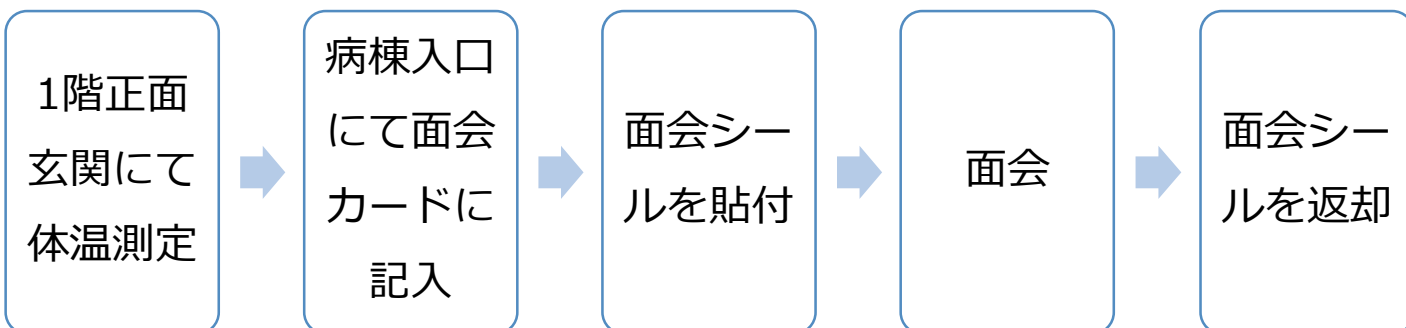 1階正面
玄関にて
体温測定
病棟入口
にて面会
カードに
記入
面会シー
ルを貼付
面会
面会シー
ルを返却